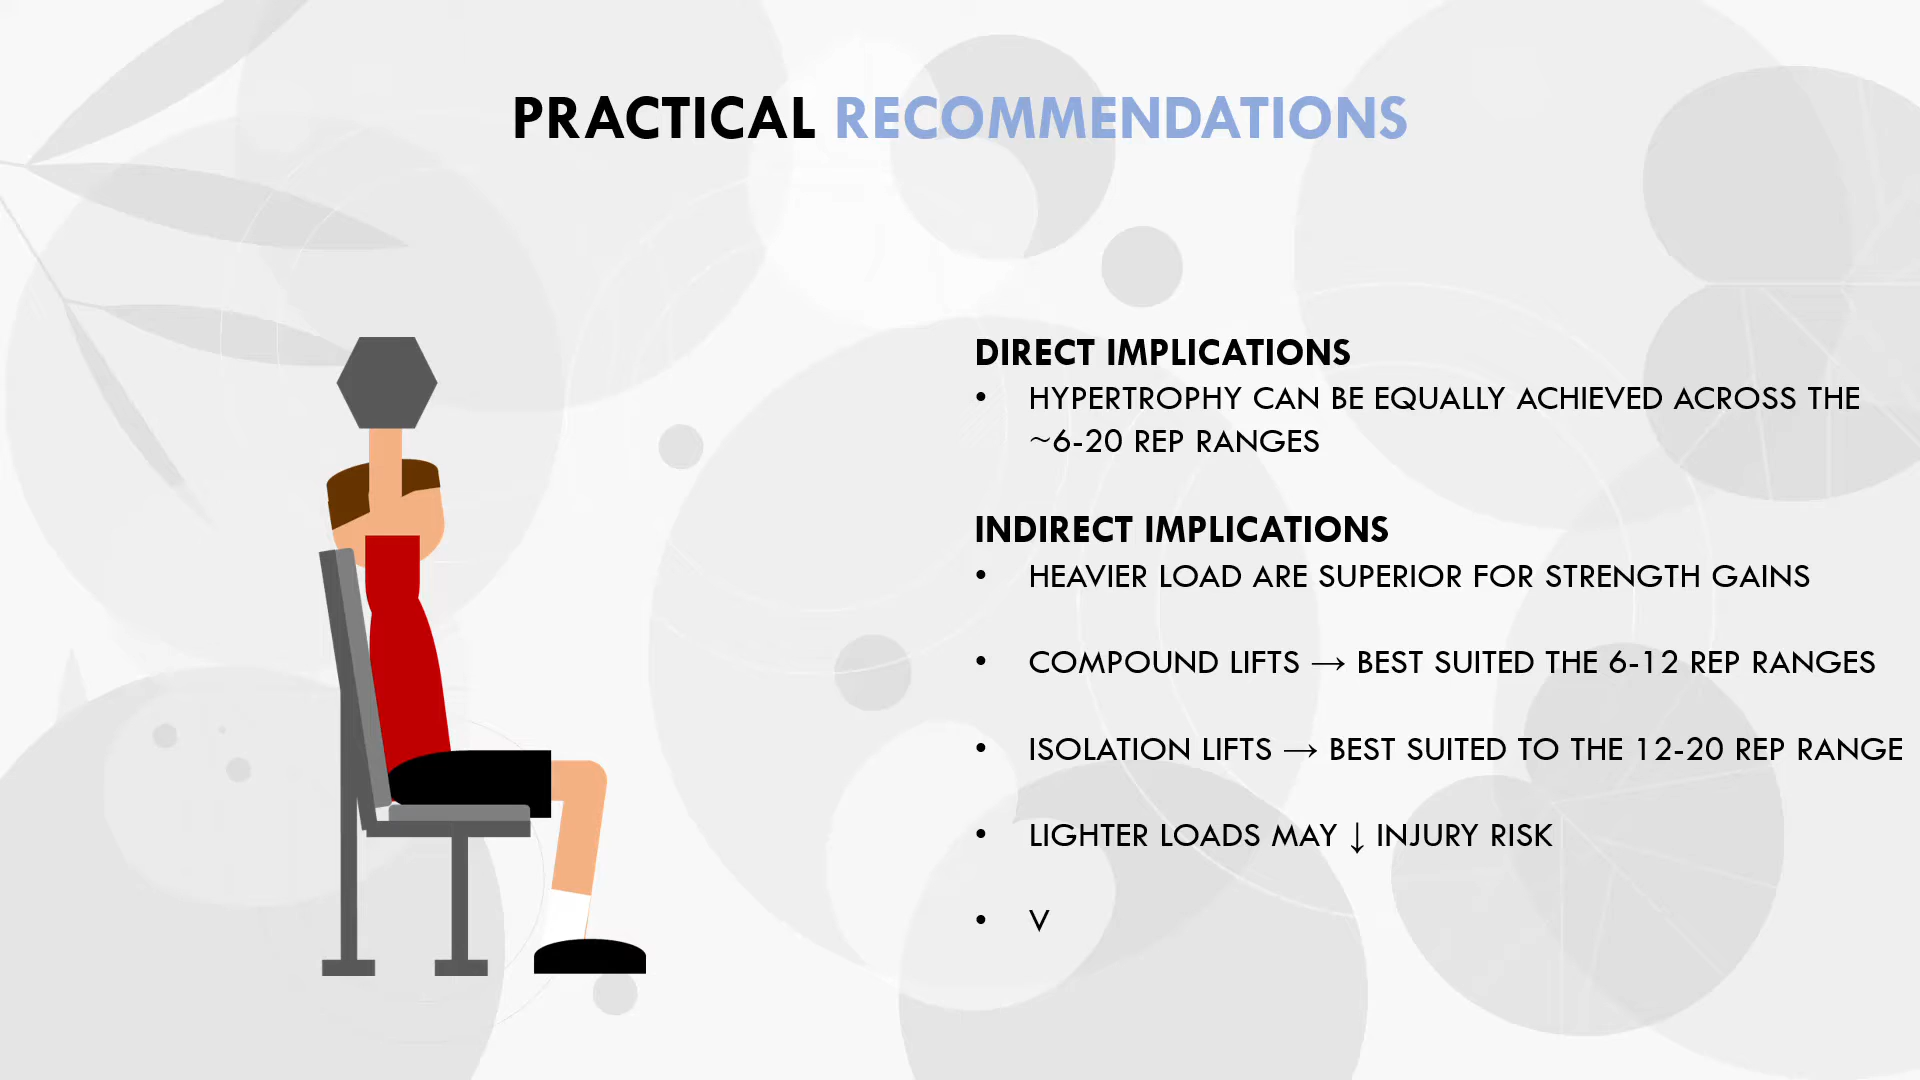 PRACTICAL RECOMMENDATIONS
DIRECT IMPLICATIONS
• HYPERTROPHY CAN BE EQUALLY ACHIEVED ACROSS THE
~6-20 REP RANGES
INDIRECT IMPLICATIONS
• HEAVIER LOAD ARE SUPERIOR FOR STRENGTH GAINS
• COMPOUND LIFTS → BEST SUITED THE 6-12 REP RANGES
• ISOLATION LIFTS → BEST SUITED TO THE 12-20 REP RANGE
• LIGHTER LOADS MAY ↓ INJURY RISK
• V